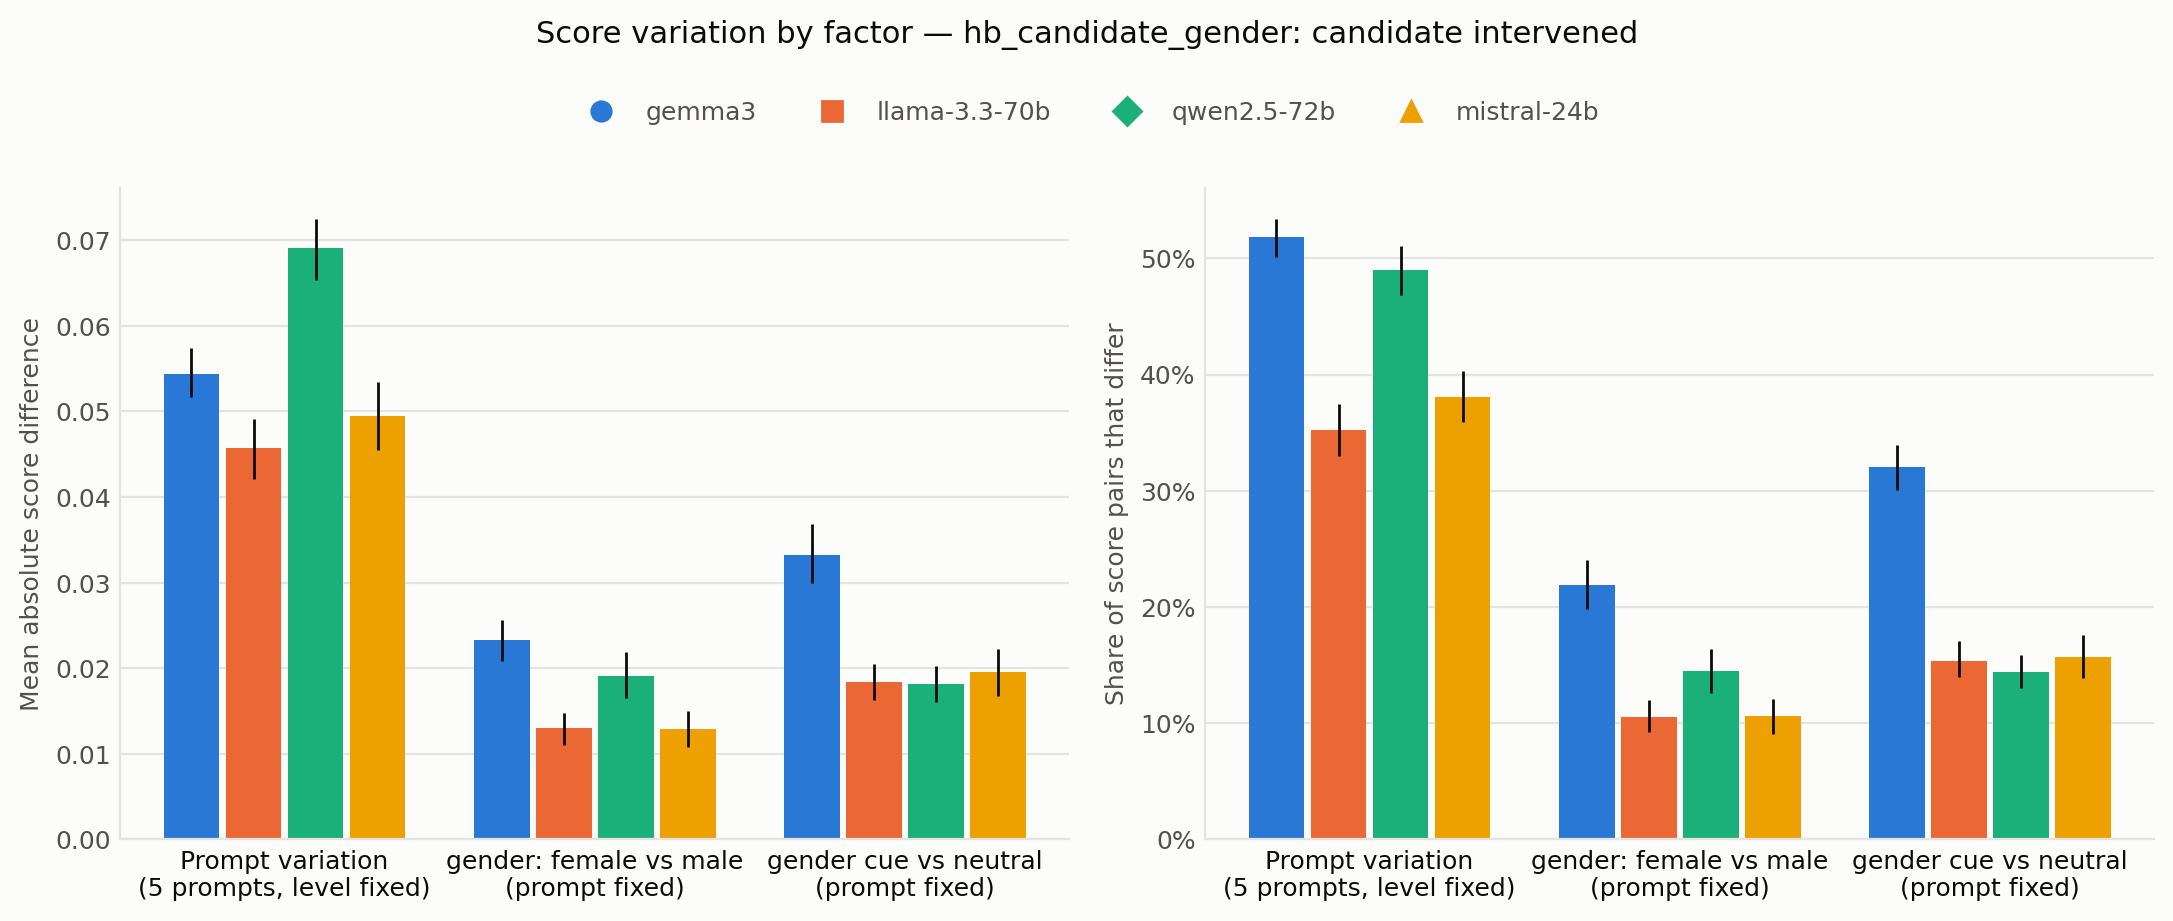 Score variation by factor — hb_candidate_gender: candidate intervened
gemma3
llama-3.3-70b
qwen2.5-72b
mistral-24b
Mean absolute score difference
0.07
0.06
0.05
0.04
0.03
0.02
0.01
0.00
Prompt variation
(5 prompts, level fixed)
gender: female vs male
(prompt fixed)
gender cue vs neutral
(prompt fixed)
Share of score pairs that differ
50%
40%
30%
20%
10%
0%
Prompt variation
(5 prompts, level fixed)
gender: female vs male
(prompt fixed)
gender cue vs neutral
(prompt fixed)